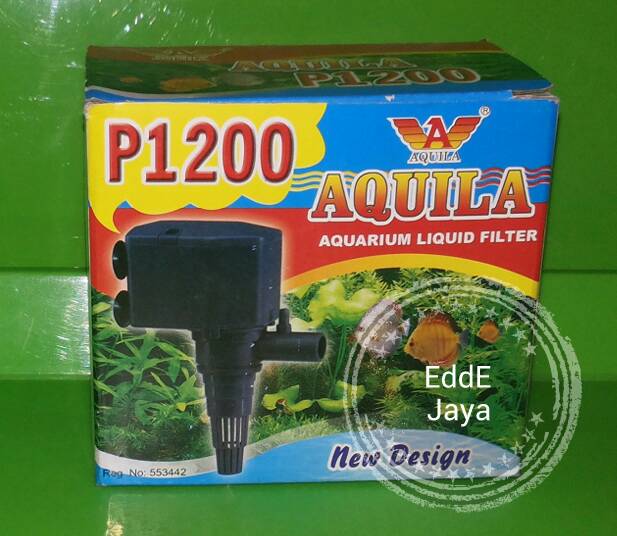 AQUILA
P1200
P1200
AQUILA
®
AQUILA
AQUARIUM LIQUID FILTER
EddE
Jaya
New Design
Reg No: 553442